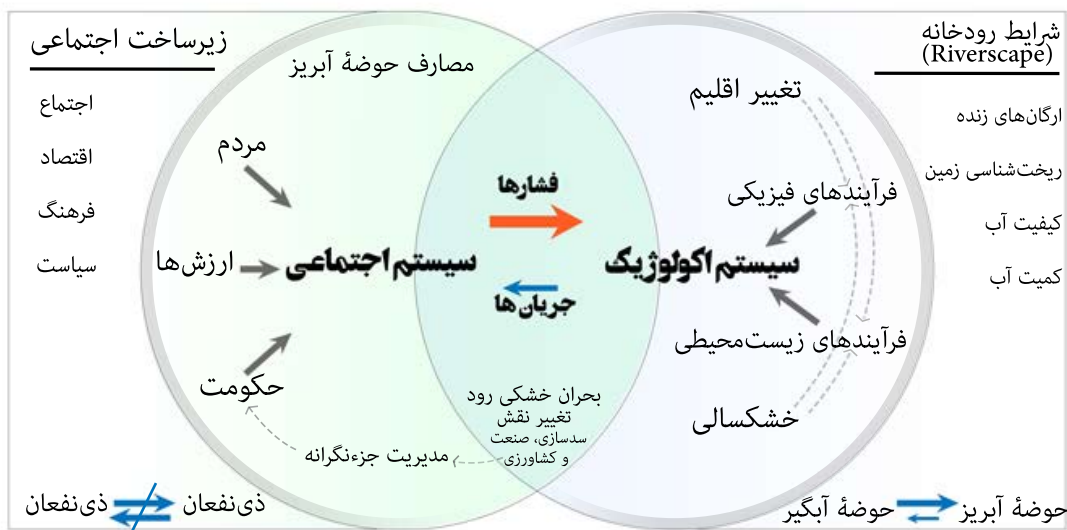 شرایط رودخانه
(Riverscape)
ارگان‌های زنده
ریخت‌شناسی زمین
کیفیت آب
کمیت آب
تغییر اقلیم
فرآیندهای فیزیکی
سیستم اکولوژیک
فرآیندهای زیست‌محیطی
خشکسالی
حوضهٔ آبریز
حوضهٔ آبگیر
فشارها
جریان‌ها
بحران خشکی رود
تغییر نقش
سدسازی، صنعت
و کشاورزی
مصارف حوضهٔ آبریز
مردم
ارزش‌ها
سیستم اجتماعی
حکومت
مدیریت جزءنگرانه
زیرساخت اجتماعی
اجتماع
اقتصاد
فرهنگ
سیاست
ذی‌نفعان
ذی‌نفعان